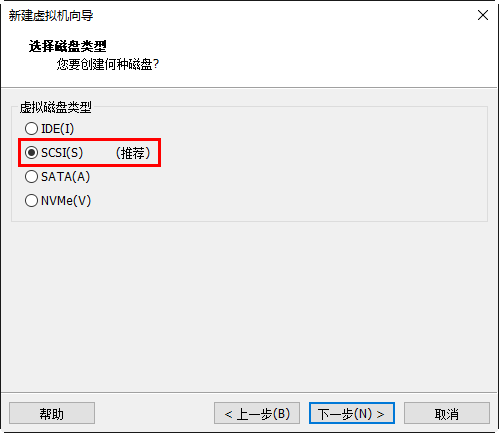 新建虚拟机向导
选择磁盘类型
您要创建何种磁盘?
虚拟磁盘类型
IDE(I)
SCSI(S) （推荐）
SATA(A)
NVMe(V)
帮助 < 上一步(B) 下一步(N) > 取消